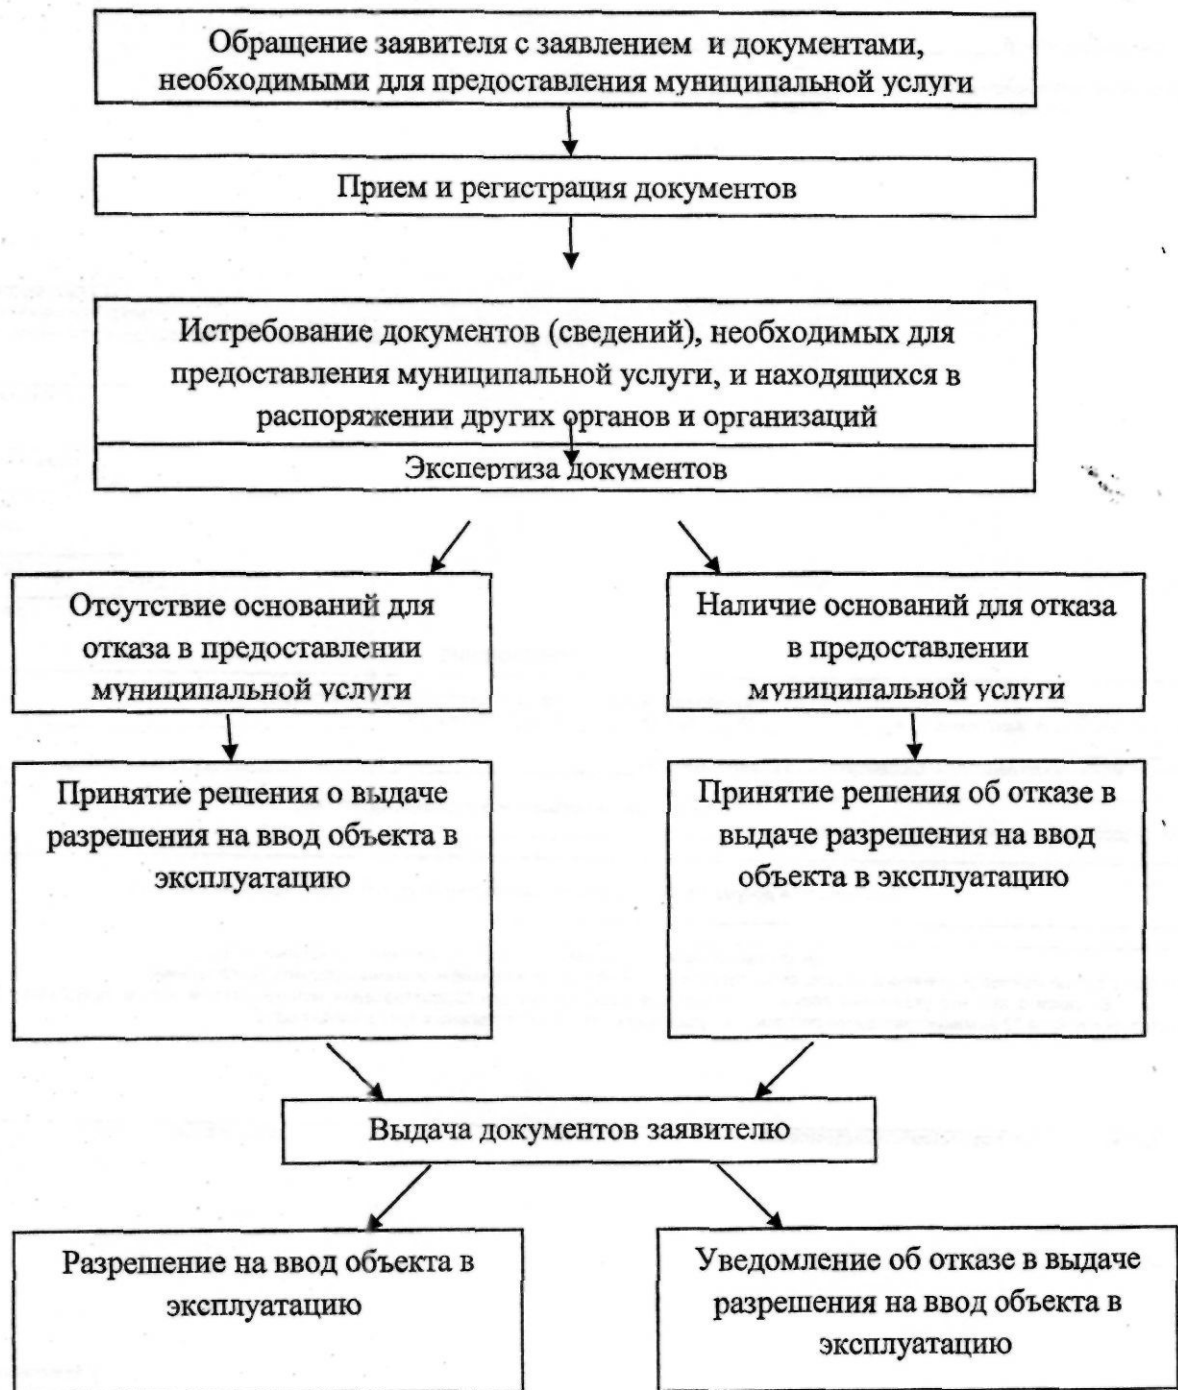 Обращение заявителя с заявлением и документами,
необходимыми для предоставления муниципальной услуги
Прием и регистрация документов
Истребование документов (сведений), необходимых для
предоставления муниципальной услуги, и находящихся в
распоряжении других органов и организаций
Экспертиза документов
Отсутствие оснований для
отказа в предоставлении
муниципальной услуги
Наличие оснований для отказа
в предоставлении
муниципальной услуги
Принятие решения о выдаче
разрешения на ввод объекта в
эксплуатацию
Принятие решения об отказе в
выдаче разрешения на ввод
объекта в эксплуатацию
Выдача документов заявителю
Разрешение на ввод объекта в
эксплуатацию
Уведомление об отказе в выдаче
разрешения на ввод объекта в
эксплуатацию